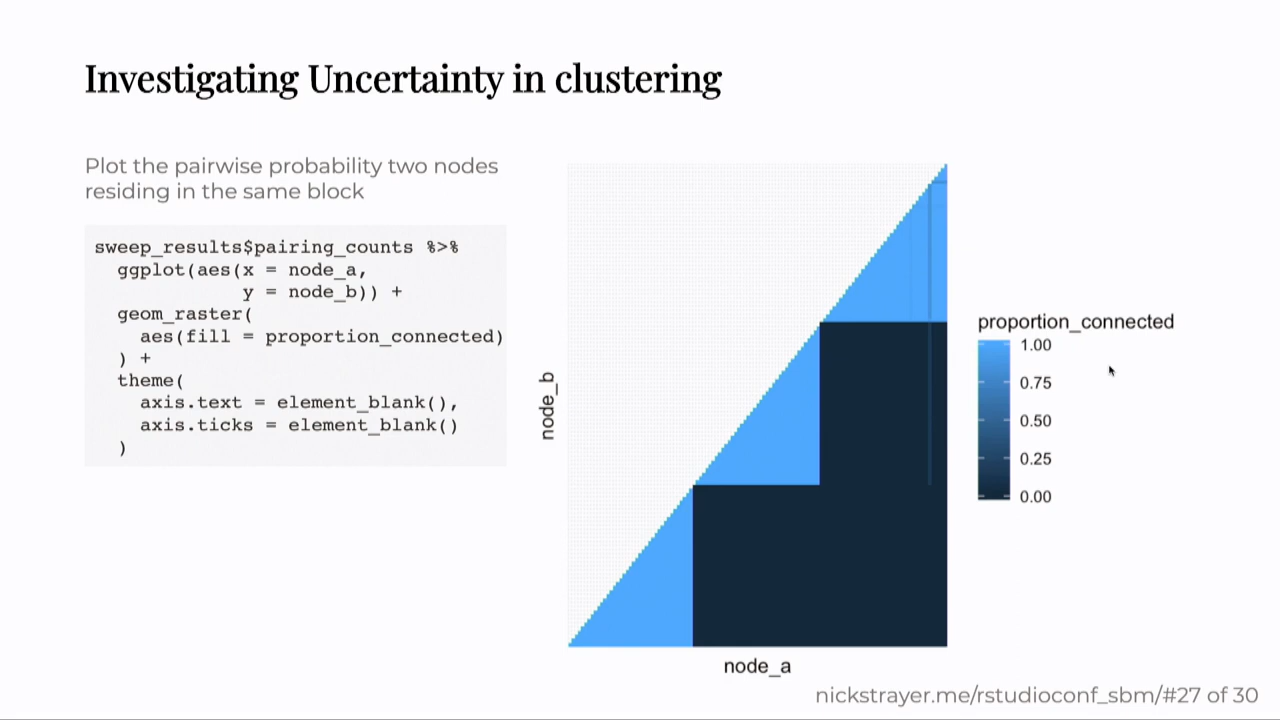 Investigating Uncertainty in clustering
Plot the pairwise probability two nodes
residing in the same block
sweep_results$pairing_counts %>%
  ggplot(aes(x = node_a,
             y = node_b)) +
  geom_raster(
    aes(fill = proportion_connected)
  ) +
  theme(
    axis.text = element_blank(),
    axis.ticks = element_blank()
  )
node_b
node_a
proportion_connected
1.00
0.75
0.50
0.25
0.00
nickstrayer.me/rstudioconf_sbm/#27 of 30